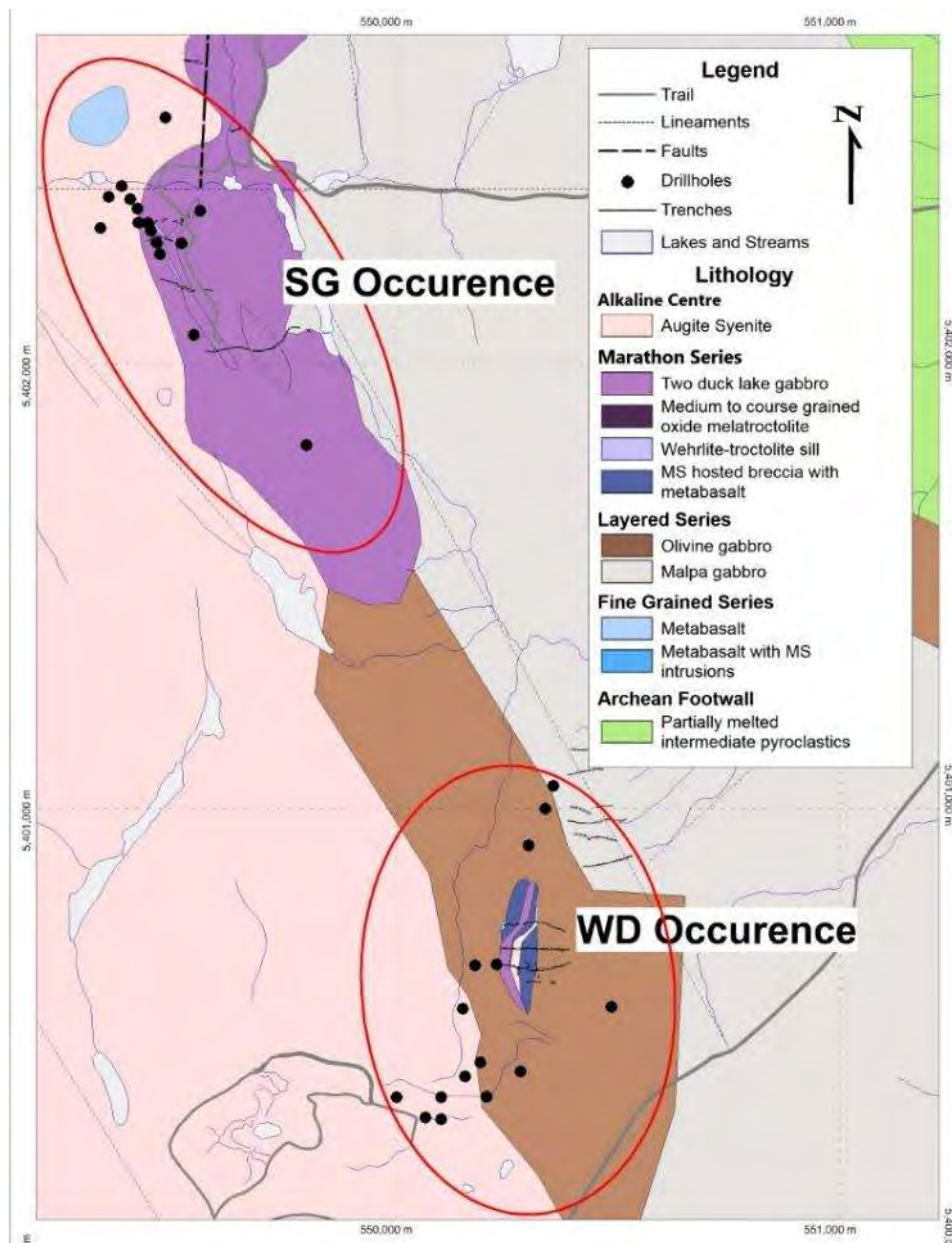 550,000 m
551,000 m
Legend
Trail
Lineaments
Faults
Drillholes
Trenches
Lakes and Streams
N
Lithology
Alkaline Centre
Augite Syenite
Marathon Series
Two duck lake gabbro
Medium to course grained
oxide melatroctolite
Wehrlite-troctolite sill
MS hosted breccia with
metabasalt
Layered Series
Olivine gabbro
Malpa gabbro
Fine Grained Series
Metabasalt
Metabasalt with MS
intrusions
Archean Footwall
Partially melted
intermediate pyroclastics
SG Occurence
5,402,000 m
5,402,000 m
5,401,000 m
5,401,000 m
WD Occurence
550,000 m
551,000 m